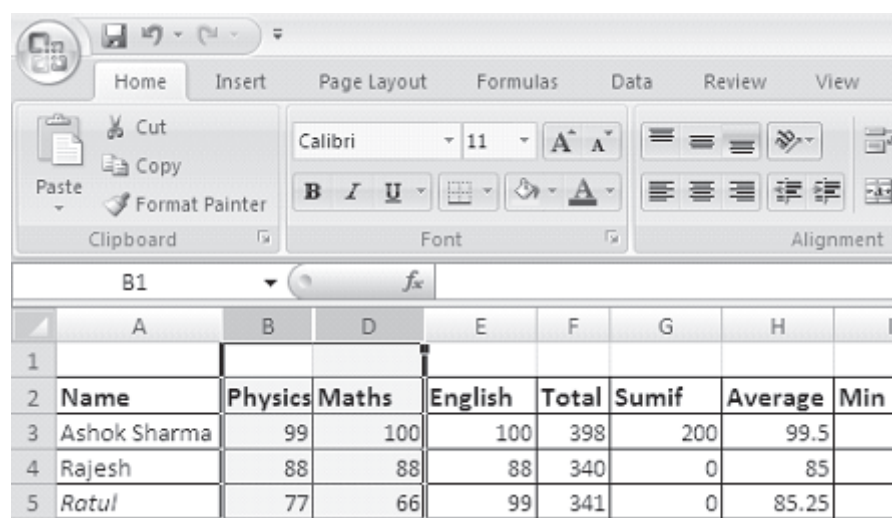 Home Insert Page Layout Formulas Data Review View
Cut
Copy
Paste
Format Painter
Calibri 11 A A
B I U A
Clipboard Font Alignment
B1 fx
A B D E F G H
1
2 Name Physics Maths English Total Sumif Average Min
3 Ashok Sharma 99 100 100 398 200 99.5
4 Rajesh 88 88 88 340 0 85
5 Ratul 77 66 99 341 0 85.25